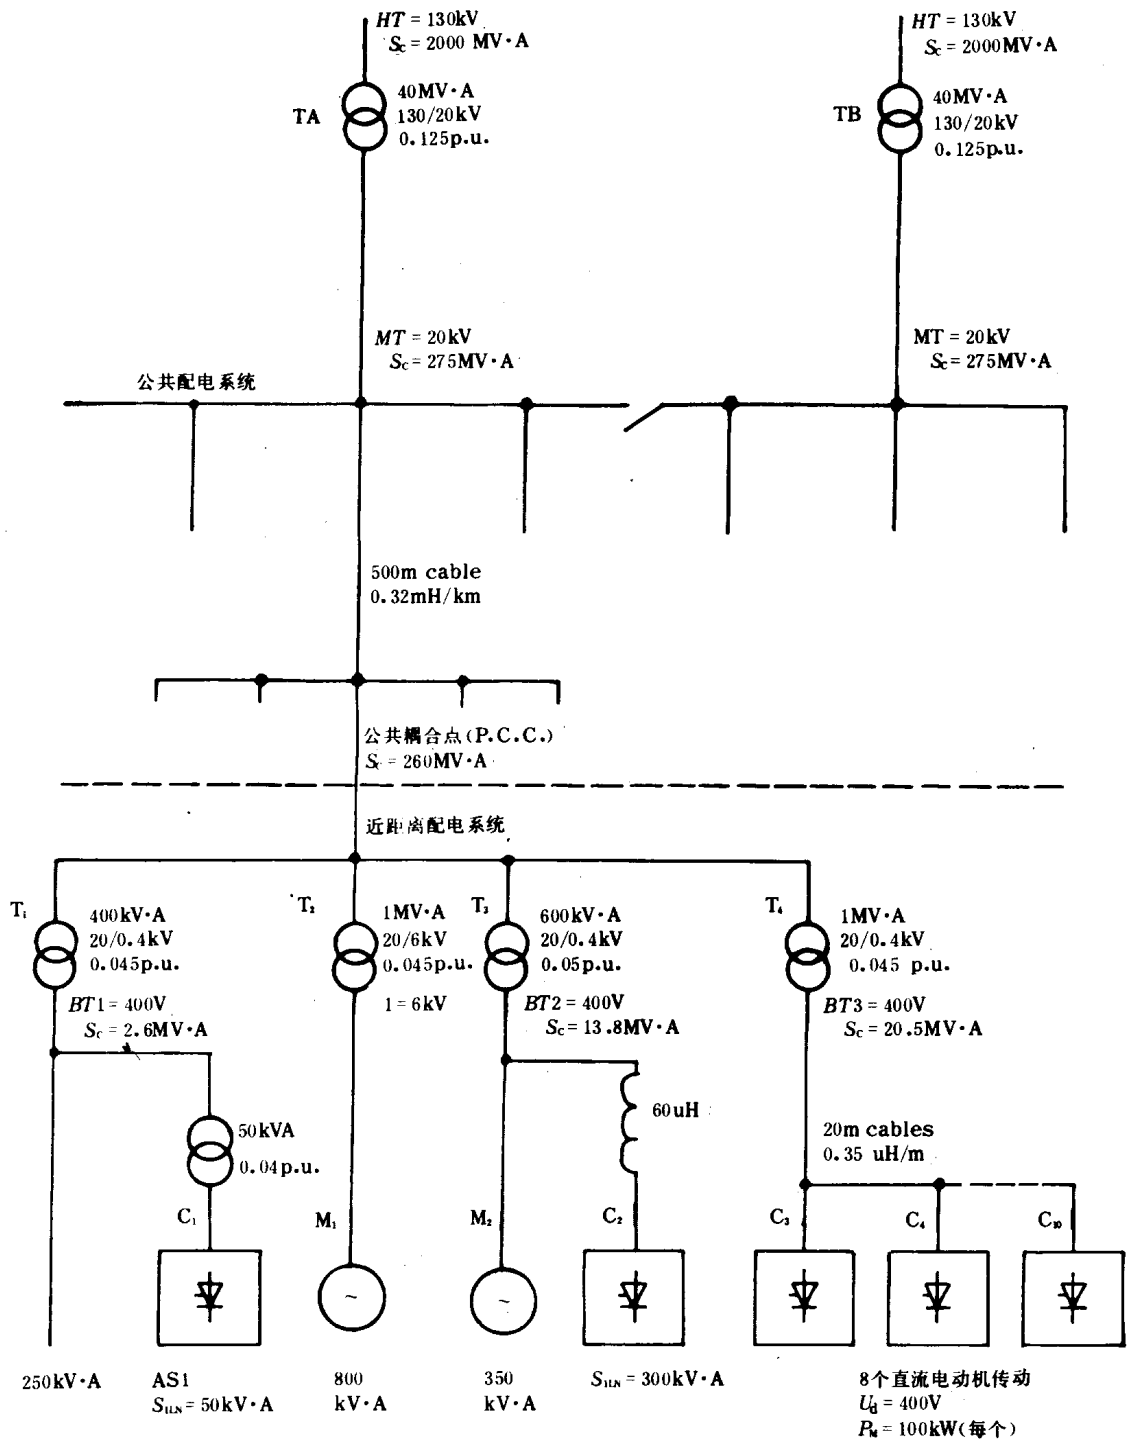 HT = 130kV
Sc = 2000 MV·A
TA
40MV·A
130/20kV
0.125p.u.
HT = 130kV
Sc = 2000MV·A
TB
40MV·A
130/20kV
0.125p.u.
MT = 20kV
Sc = 275MV·A
MT = 20kV
Sc = 275MV·A
公共配电系统
500m cable
0.32mH/km
公共耦合点(P.C.C.)
Sc = 260MV·A
近距离配电系统
T₁
400kV·A
20/0.4kV
0.045p.u.
BT1 = 400V
Sc = 2.6MV·A
T₂
1MV·A
20/6kV
0.045p.u.
1 = 6kV
T₃
600kV·A
20/0.4kV
0.05p.u.
BT2 = 400V
Sc = 13.8MV·A
T₄
1MV·A
20/0.4kV
0.045 p.u.
BT3 = 400V
Sc = 20.5MV·A
50kVA
0.04p.u.
60uH
20m cables
0.35 uH/m
C₁
M₁
M₂
C₂
C₃
C₄
C₁₀
~
~
250kV·A
AS1
S₁LN = 50kV·A
800
kV·A
350
kV·A
S₁LN = 300kV·A
8个直流电动机传动
Ud = 400V
PM = 100kW(每个)